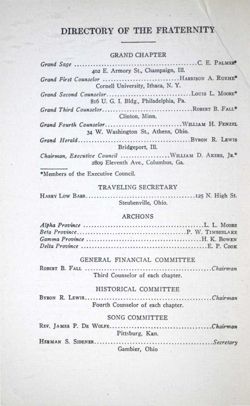 DIRECTORY OF THE FRATERNITY
GRAND CHAPTER
Grand Sage C. E. PALMER*
402 E. Armory St., Champaign, Ill.
Grand First Counselor HARRISON A. RUEHE*
Cornell University, Ithaca, N. Y.
Grand Second Counselor LOUIS L. MOORE*
816 U. G. I. Bldg., Philadelphia, Pa.
Grand Third Counselor ROBERT B. FALL*
Clinton, Minn.
Grand Fourth Counselor WILLIAM H. FENZEL
34 W. Washington St., Athens, Ohio.
Grand Herald BYRON R. LEWIS
Bridgeport, Ill.
Chairman, Executive Council WILLIAM D. AKERS, JR.*
2809 Eleventh Ave., Columbus, Ga.
*Members of the Executive Council.
TRAVELING SECRETARY
HARRY LOW BABB 125 N. High St.
Steubenville, Ohio.
ARCHONS
Alpha Province L. L. MOORE
Beta Province P. W. TIMBERLAKE
Gamma Province H. K. BOWEN
Delta Province E. P. COOK
GENERAL FINANCIAL COMMITTEE
ROBERT B. FALL Chairman
Third Counselor of each chapter.
HISTORICAL COMMITTEE
BYRON R. LEWIS Chairman
Fourth Counselor of each chapter.
SONG COMMITTEE
REV. JAMES P. DE WOLFE Chairman
Pittsburg, Kan.
HERMAN S. SIDENER Secretary
Gambier, Ohio